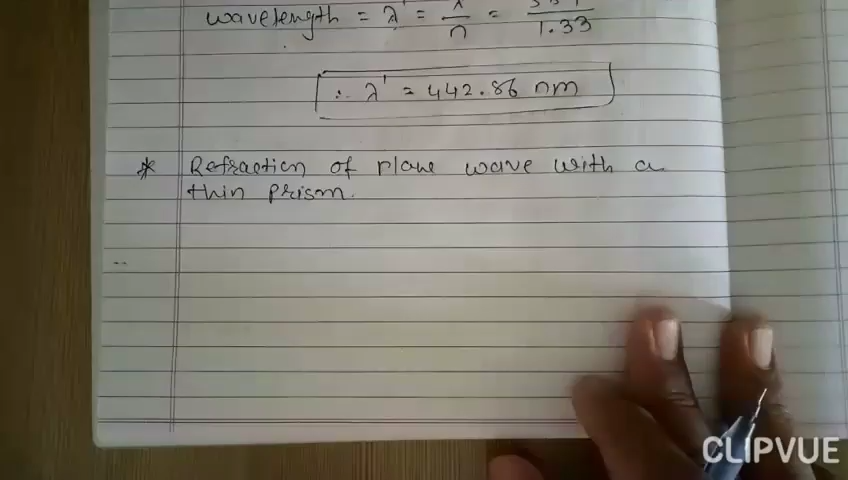 wavelength = λ' = λ/n = 1.33
∴ λ' = 442.86 nm
* Refraction of plane wave with a
thin prism.
CLIPVUE